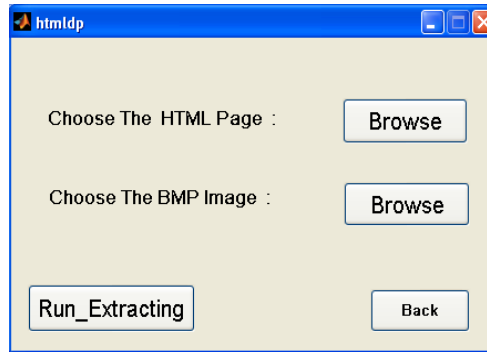 htmldp
Choose The HTML Page : Browse
Choose The BMP Image : Browse
Run_Extracting Back